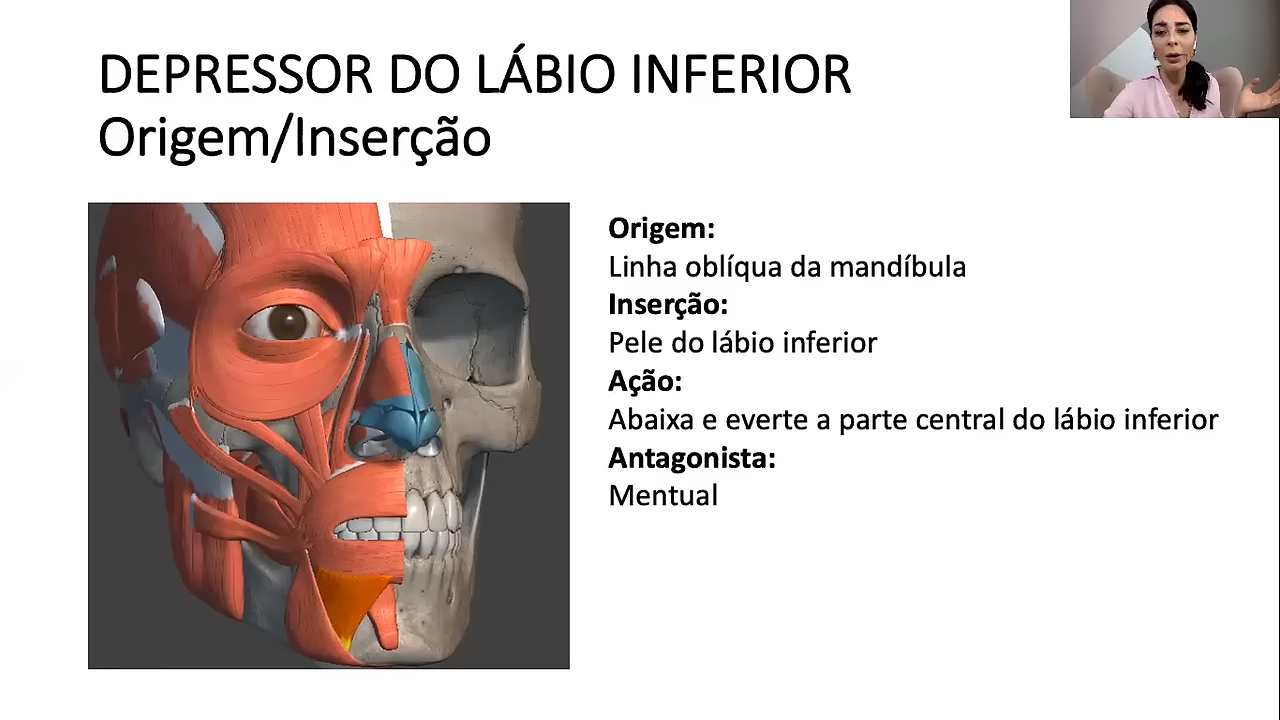 DEPRESSOR DO LÁBIO INFERIOR
Origem/Inserção
Origem:
Linha oblíqua da mandíbula
Inserção:
Pele do lábio inferior
Ação:
Abaixa e everte a parte central do lábio inferior
Antagonista:
Mentual